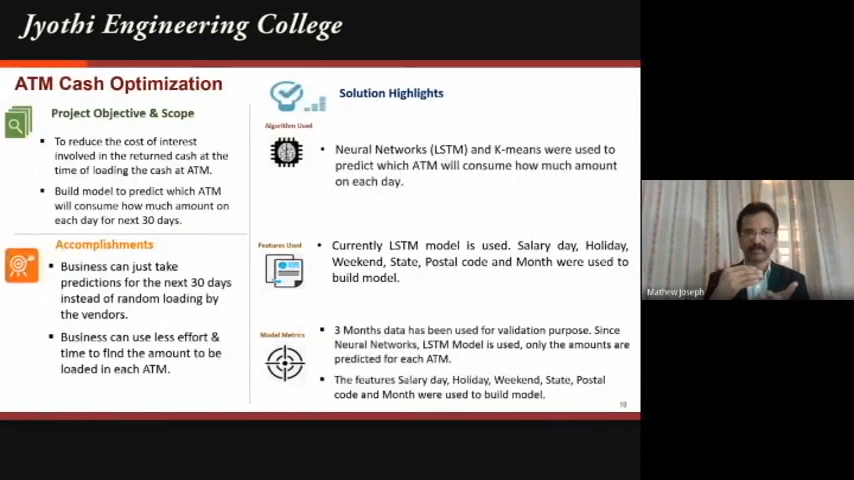 Jyothi Engineering College
ATM Cash Optimization
Project Objective & Scope
▪ To reduce the cost of interest
involved in the returned cash at the
time of loading the cash at ATM.
▪ Build model to predict which ATM
will consume how much amount on
each day for next 30 days.
Accomplishments
▪ Business can just take
predictions for the next 30 days
instead of random loading by
the vendors.
▪ Business can use less effort &
time to find the amount to be
loaded in each ATM.
Solution Highlights
Algorithm Used
• Neural Networks (LSTM) and K-means were used to
predict which ATM will consume how much amount
on each day.
Features Used
• Currently LSTM model is used. Salary day, Holiday,
Weekend, State, Postal code and Month were used to
build model.
Model Metrics
▪ 3 Months data has been used for validation purpose. Since
Neural Networks, LSTM Model is used, only the amounts are
predicted for each ATM.
▪ The features Salary day, Holiday, Weekend, State, Postal
code and Month were used to build model.
Mathew Joseph